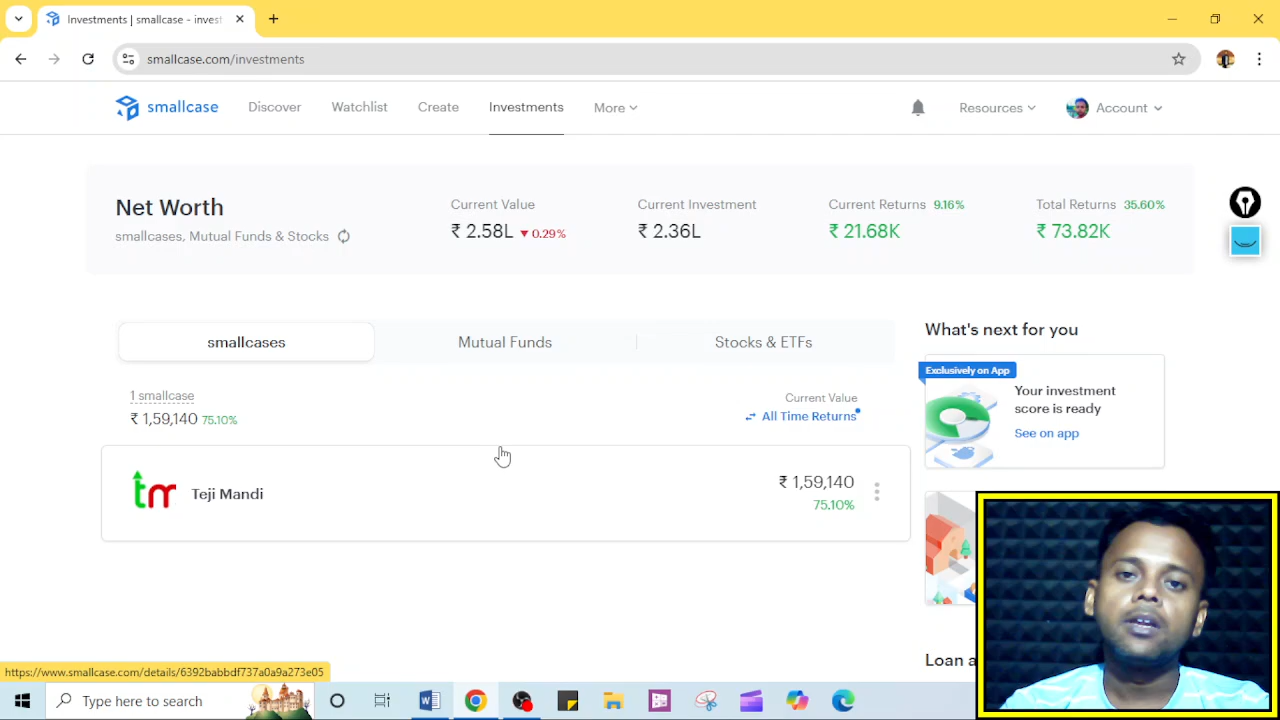 Investments | smallcase - inves
smallcase.com/investments
smallcase
Discover
Watchlist
Create
Investments
More
Resources
Account
Net Worth
smallcases, Mutual Funds & Stocks
Current Value
₹ 2.58L ▼ 0.29%
Current Investment
₹ 2.36L
Current Returns 9.16%
₹ 21.68K
Total Returns 35.60%
₹ 73.82K
smallcases
Mutual Funds
Stocks & ETFs
1 smallcase
₹ 1,59,140 75.10%
Current Value
All Time Returns
tm
Teji Mandi
₹ 1,59,140
75.10%
What's next for you
Exclusively on App
Your investment
score is ready
See on app
Loan a
https://www.smallcase.com/details/6392babbdf737a0a9a273e05
Type here to search